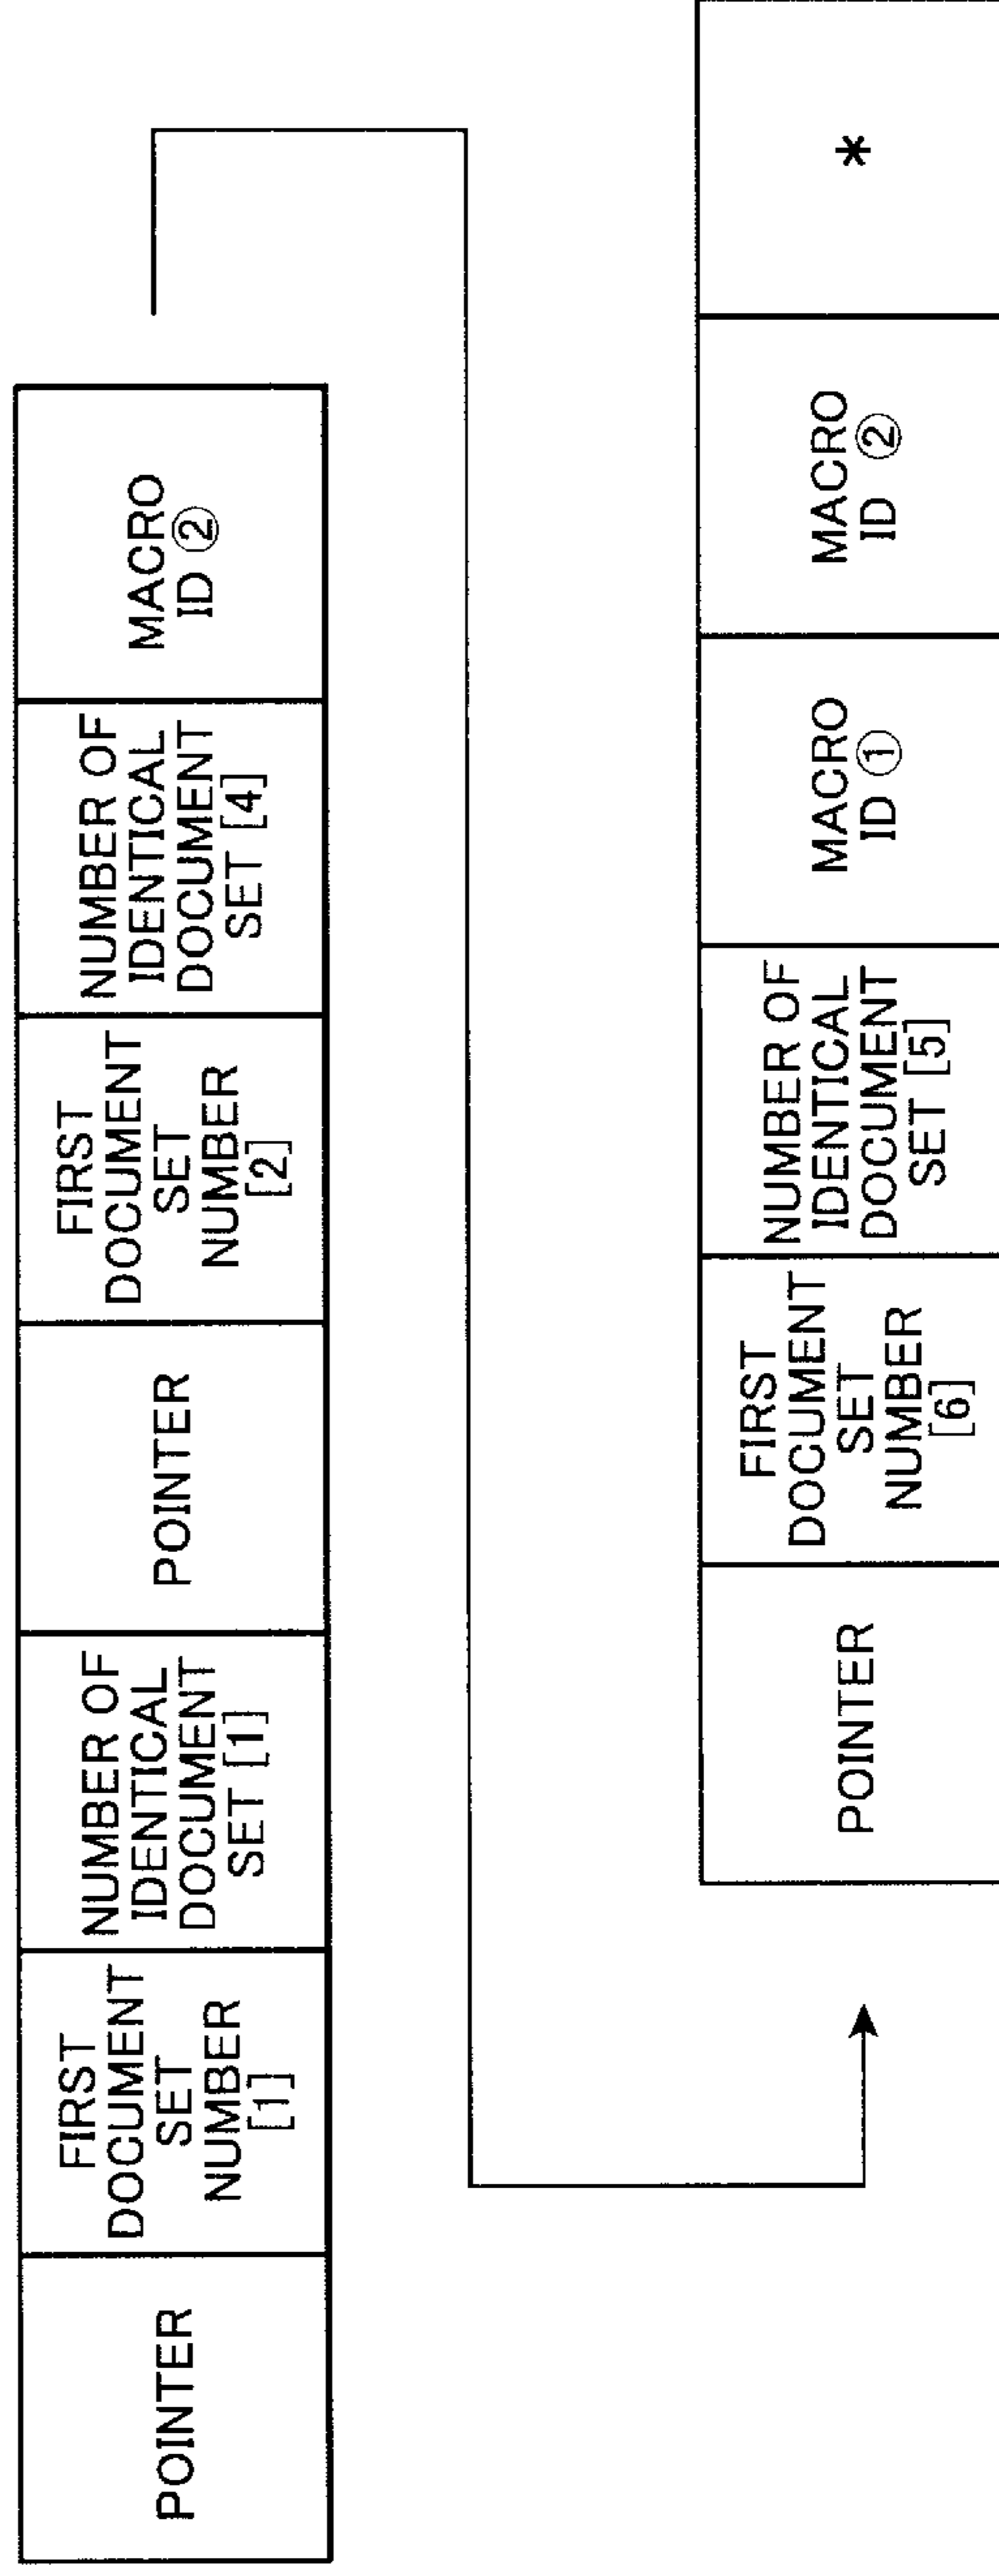 POINTER
FIRST
DOCUMENT
SET
NUMBER
[1]
NUMBER OF
IDENTICAL
DOCUMENT
SET [1]
POINTER
FIRST
DOCUMENT
SET
NUMBER
[2]
NUMBER OF
IDENTICAL
DOCUMENT
SET [4]
MACRO
ID ②
POINTER
FIRST
DOCUMENT
SET
NUMBER
[6]
NUMBER OF
IDENTICAL
DOCUMENT
SET [5]
MACRO
ID ①
MACRO
ID ②
*